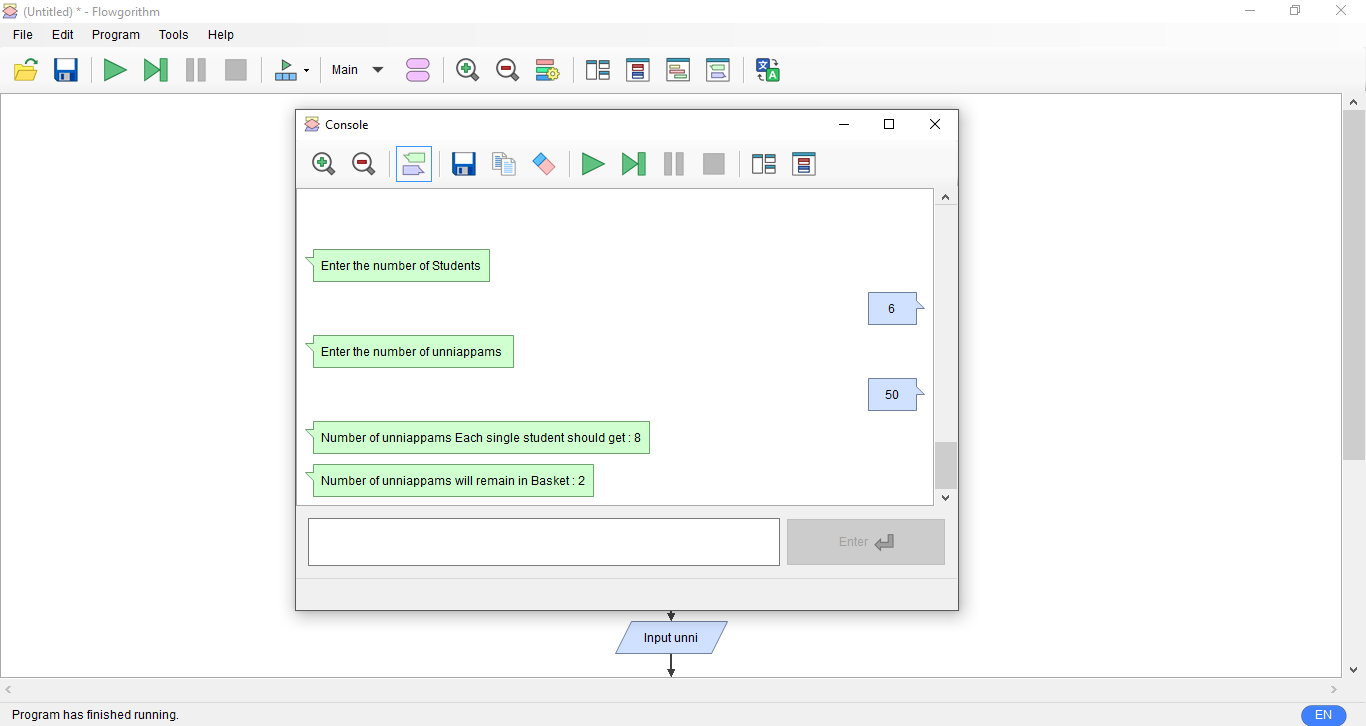 (Untitled) * - Flowgorithm
File Edit Program Tools Help
Main
Console
Enter the number of Students
6
Enter the number of unniappams
50
Number of unniappams Each single student should get : 8
Number of unniappams will remain in Basket : 2
Enter
Input unni
Program has finished running.
EN